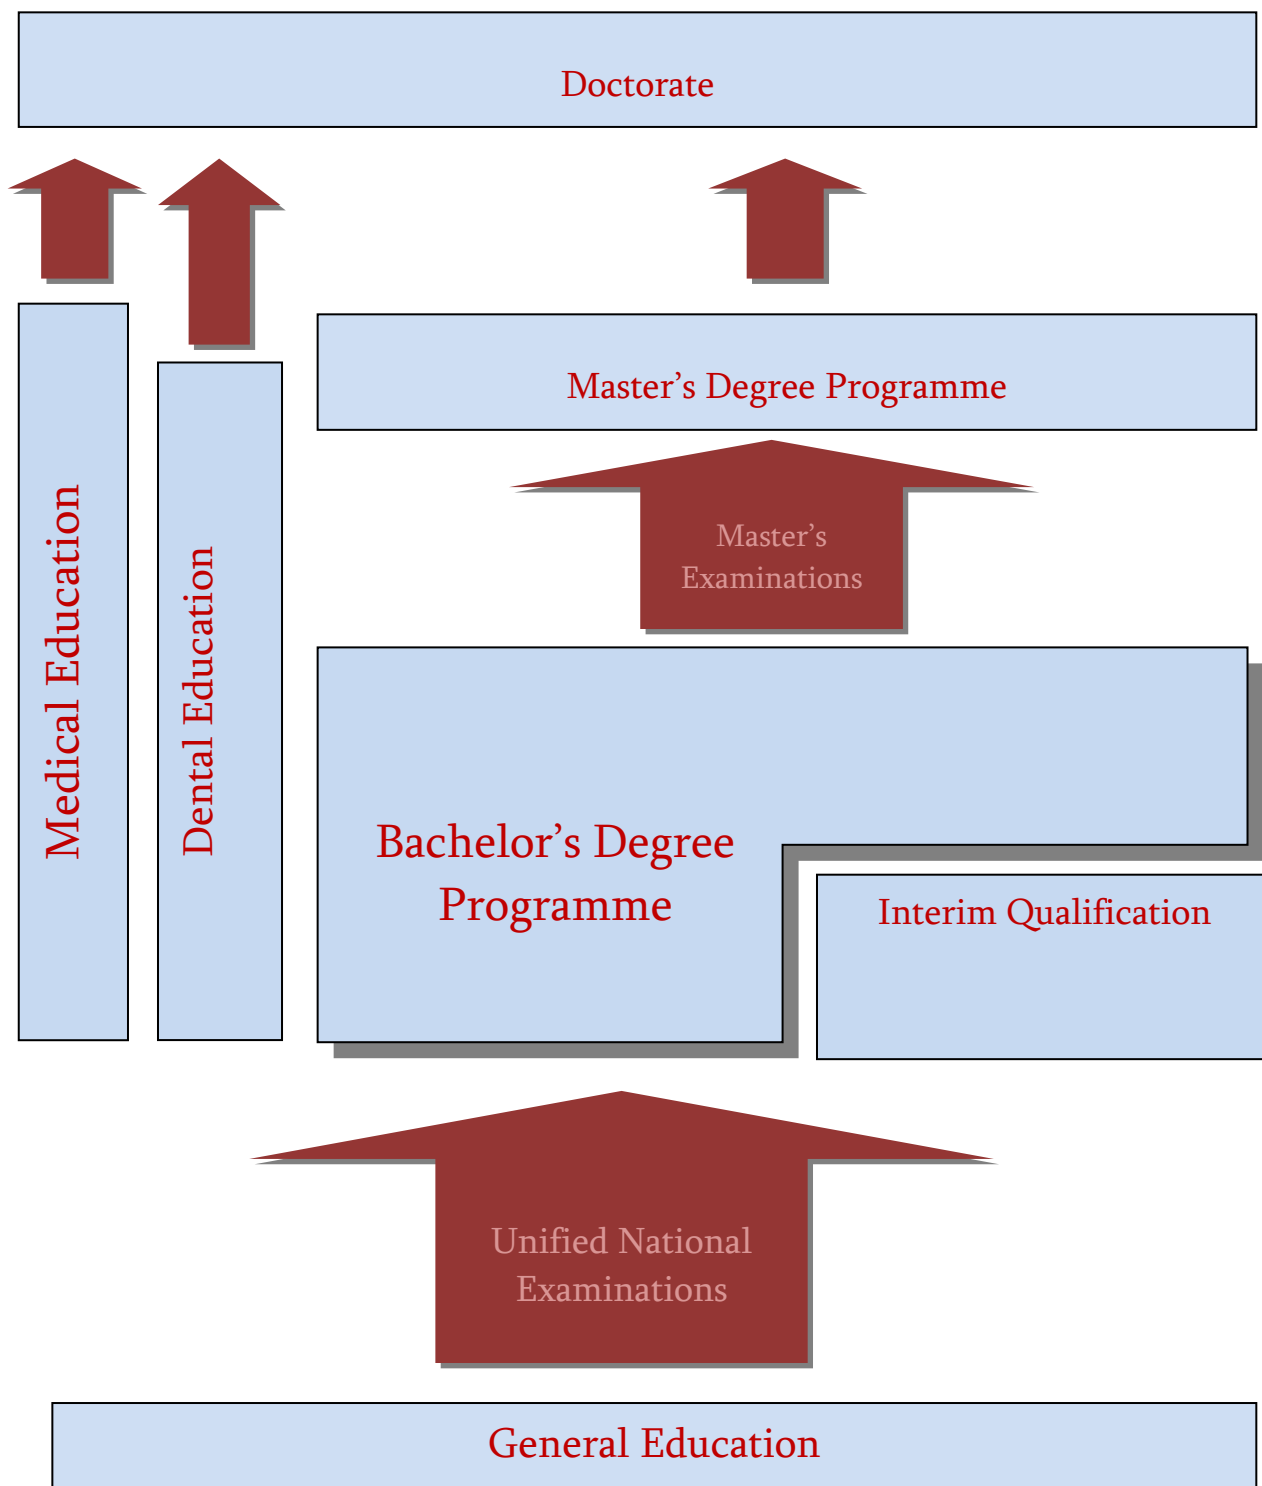 Doctorate
Master’s Degree Programme
Master’s
Examinations
Medical Education
Dental Education
Bachelor’s Degree
Programme
Interim Qualification
Unified National
Examinations
General Education